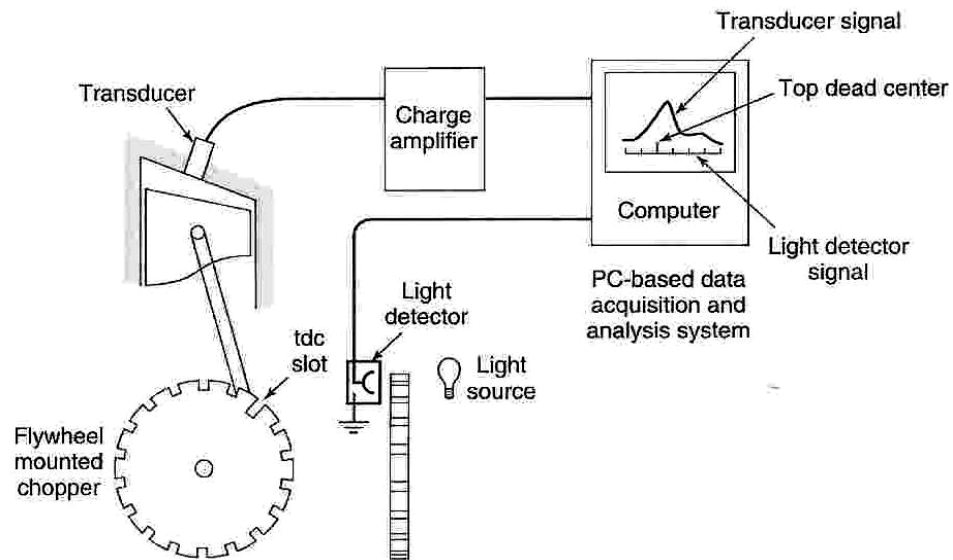 Transducer signal
Top dead center
Transducer
Charge
amplifier
Computer
Light detector
signal
PC-based data
acquisition and
analysis system
Light
detector
tdc
slot
Light
source
Flywheel
mounted
chopper